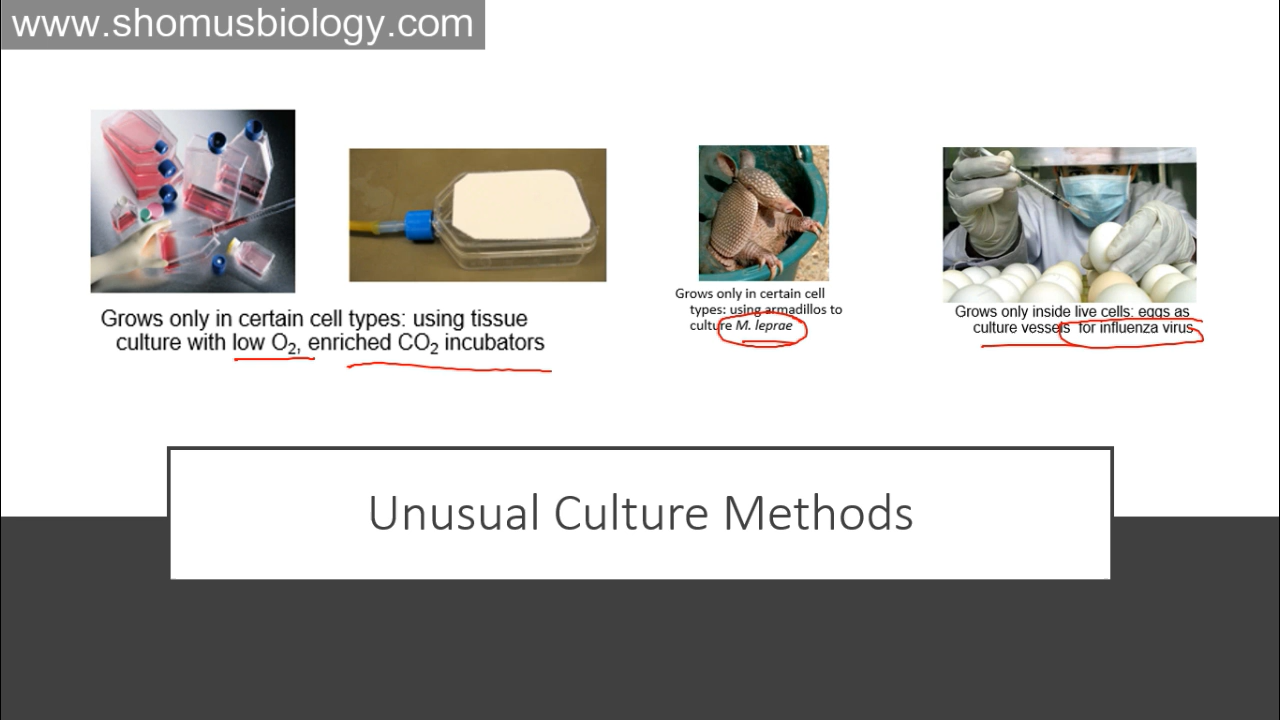 www.shomusbiology.com
Grows only in certain cell types: using tissue
culture with low O₂, enriched CO₂ incubators
Grows only in certain cell
types: using armadillos to
culture M. leprae
Grows only inside live cells: eggs as
culture vessels for influenza virus
Unusual Culture Methods